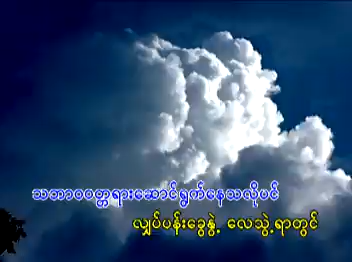 သဘာဝဝတ္တရားဆောင်ရွက်နေသလိုပင်
လျှပ်ပန်းခွေနွဲ့ လေသွဲ့ရာတွင်